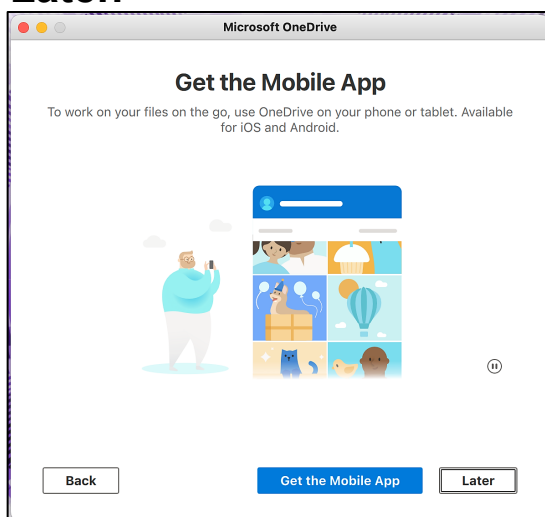 Microsoft OneDrive
Get the Mobile App
To work on your files on the go, use OneDrive on your phone or tablet. Available
for iOS and Android.
Back
Get the Mobile App
Later